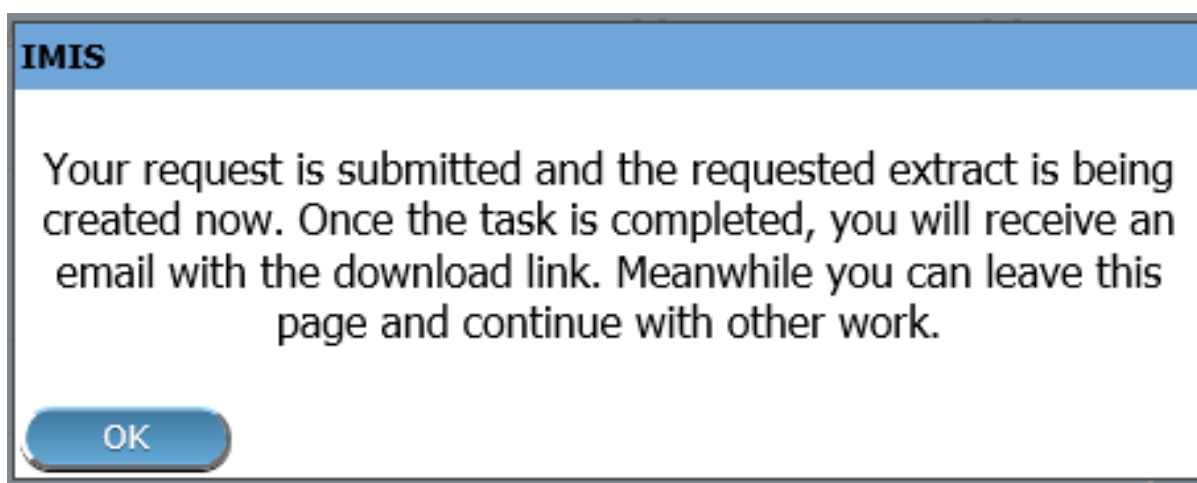 IMIS
Your request is submitted and the requested extract is being
created now. Once the task is completed, you will receive an
email with the download link. Meanwhile you can leave this
page and continue with other work.
OK